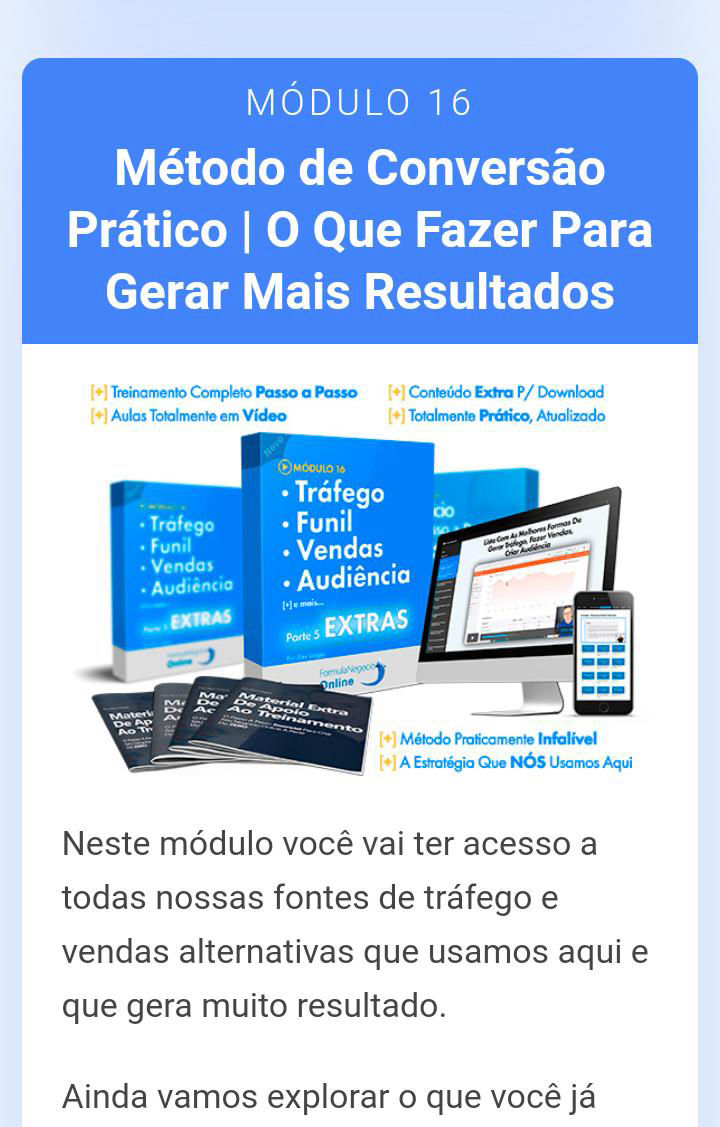 MÓDULO 16
Método de Conversão
Prático | O Que Fazer Para
Gerar Mais Resultados
[+] Treinamento Completo Passo a Passo
[+] Aulas Totalmente em Vídeo
[+] Conteúdo Extra P/ Download
[+] Totalmente Prático, Atualizado
Novo
MÓDULO 16
• Tráfego
• Funil
• Vendas
• Audiência
[+] e mais...
Parte 5 EXTRAS
FormulaNegocio
Online
• Tráfego
• Funil
• Vendas
• Audiência
Parte 5 EXTRAS
Lista Com As Melhores Formas De
Gerar Tráfego, Fazer Vendas,
Criar Audiência
Material Extra
De Apoio
Ao Treinamento
[+] Método Praticamente Infalível
[+] A Estratégia Que NÓS Usamos Aqui
Neste módulo você vai ter acesso a
todas nossas fontes de tráfego e
vendas alternativas que usamos aqui e
que gera muito resultado.
Ainda vamos explorar o que você já